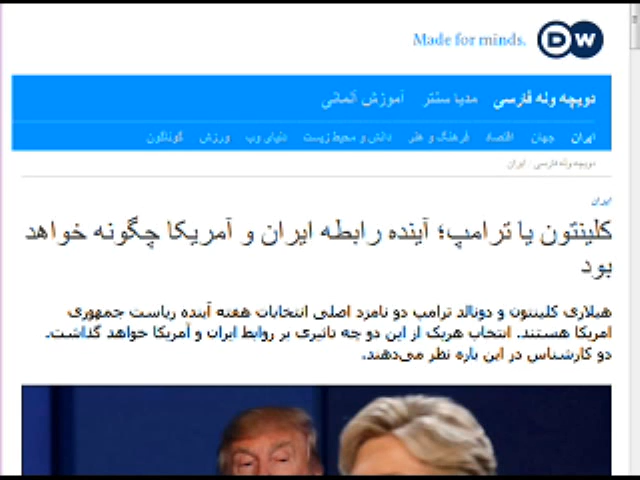 Made for minds. DW
دویچه وله فارسی مدیا سنتر آموزش آلمانی
ایران جهان اقتصاد فرهنگ و هنر دانش و محیط زیست دنیای وب ورزش گوناگون
دویچه وله فارسی / ایران
ایران
کلینتون یا ترامپ؛ آینده رابطه ایران و آمریکا چگونه خواهد
بود
هیلاری کلینتون و دونالد ترامپ دو نامزد اصلی انتخابات هفته آینده ریاست جمهوری
امریکا هستند. انتخاب هریک از این دو چه تاثیری بر روابط ایران و آمریکا خواهد گذاشت.
دو کارشناس در این باره نظر می‌دهند.